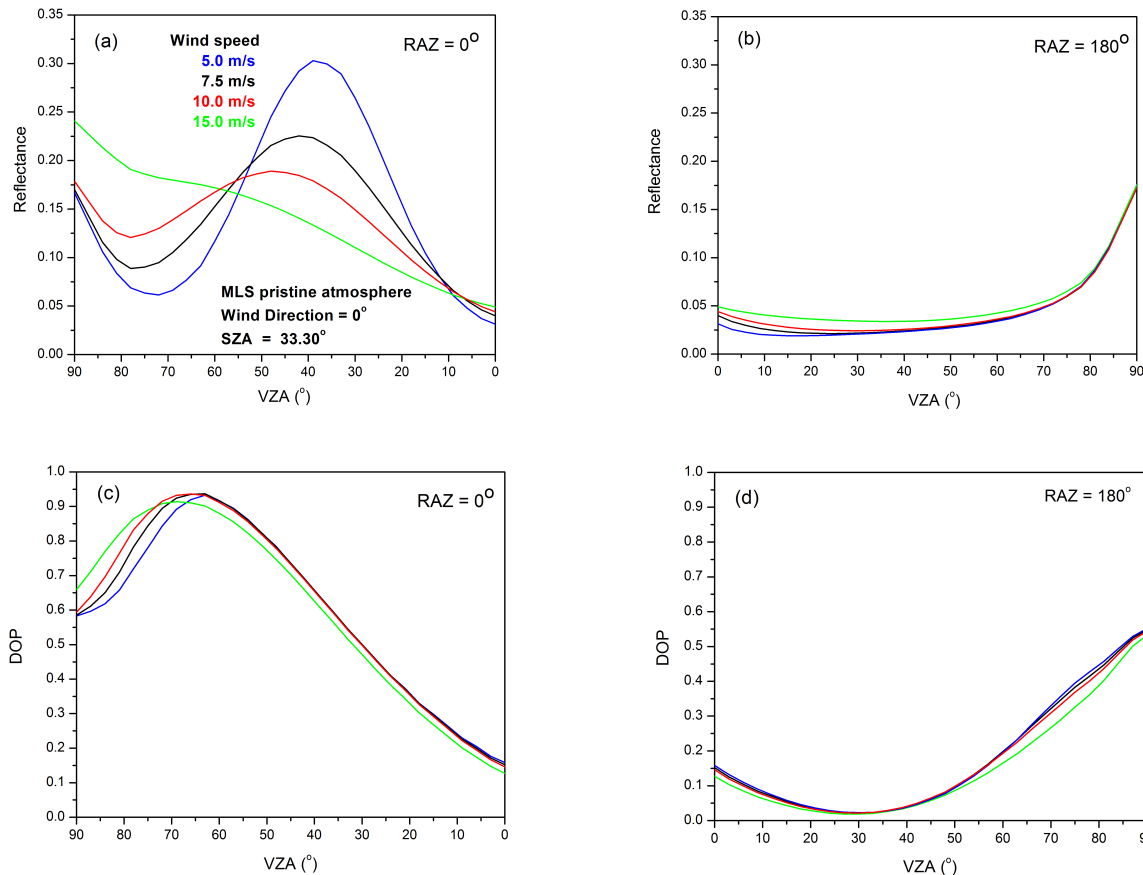 (a)
Wind speed
5.0 m/s
7.5 m/s
10.0 m/s
15.0 m/s
RAZ = 0°
MLS pristine atmosphere
Wind Direction = 0°
SZA = 33.30°
Reflectance
0.35
0.30
0.25
0.20
0.15
0.10
0.05
0.00
90 80 70 60 50 40 30 20 10 0
VZA (°)
(b)
RAZ = 180°
Reflectance
0.35
0.30
0.25
0.20
0.15
0.10
0.05
0.00
0 10 20 30 40 50 60 70 80 90
VZA (°)
(c)
RAZ = 0°
DOP
1.0
0.9
0.8
0.7
0.6
0.5
0.4
0.3
0.2
0.1
0.0
90 80 70 60 50 40 30 20 10 0
VZA (°)
(d)
RAZ = 180°
DOP
1.0
0.9
0.8
0.7
0.6
0.5
0.4
0.3
0.2
0.1
0.0
0 10 20 30 40 50 60 70 80 90
VZA (°)